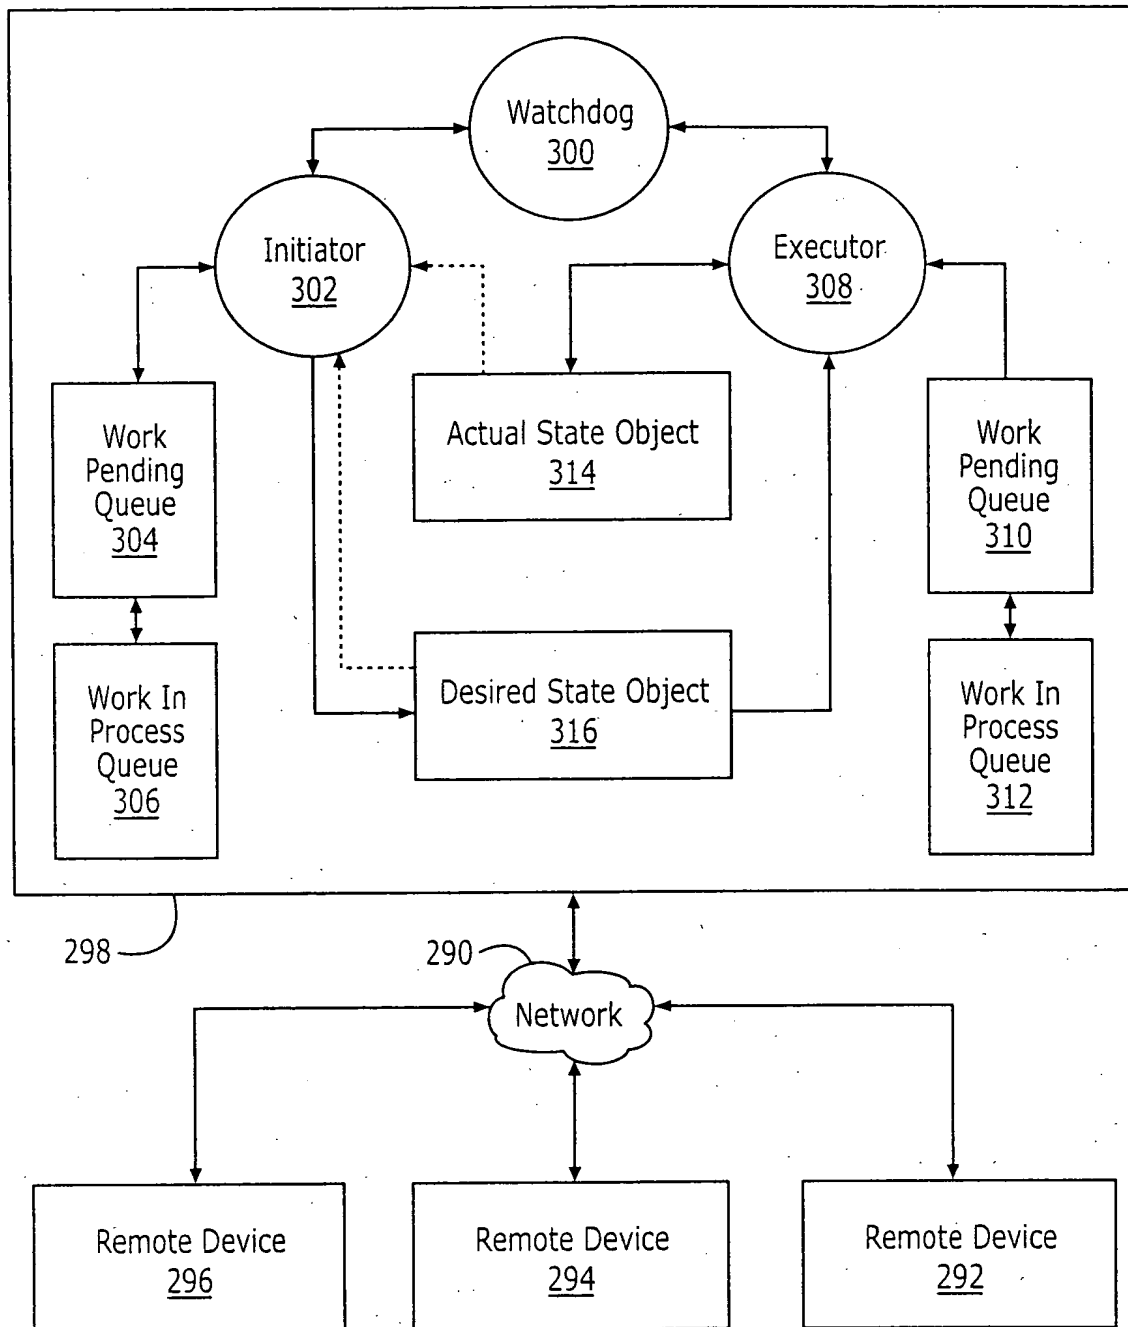 Watchdog
300
Initiator
302
Executor
308
Work
Pending
Queue
304
Actual State Object
314
Work
Pending
Queue
310
Work In
Process
Queue
306
Desired State Object
316
Work In
Process
Queue
312
298
290
Network
Remote Device
296
Remote Device
294
Remote Device
292